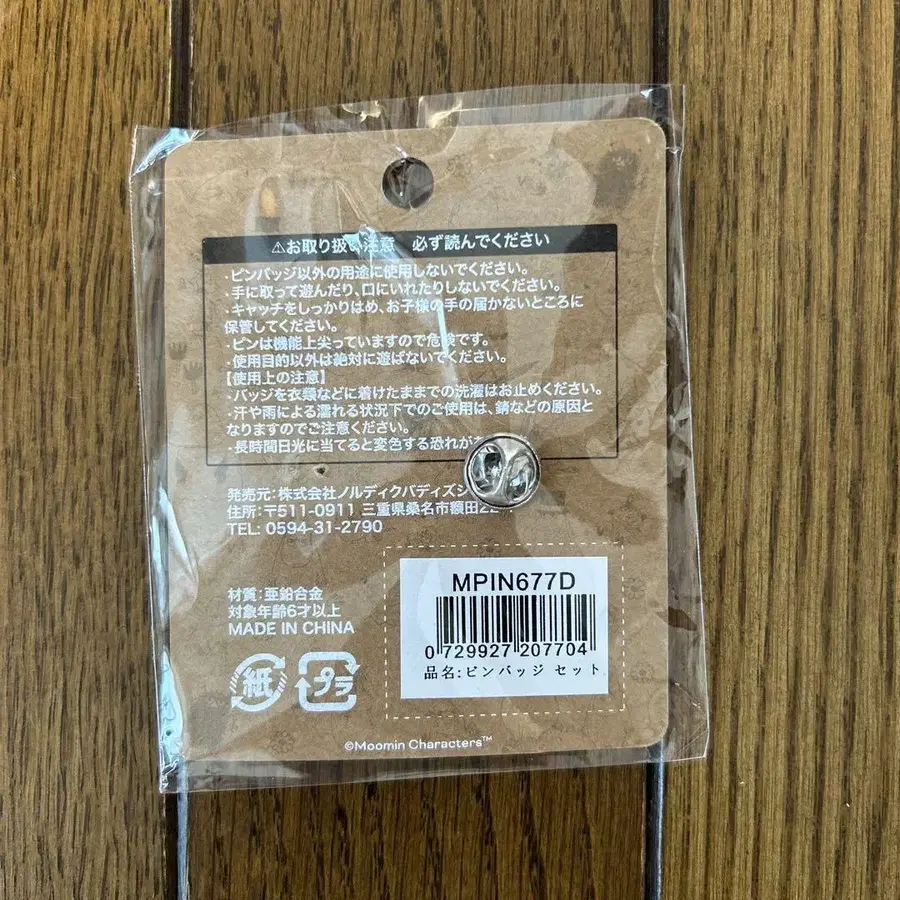 ⚠お取り扱い注意 必ず読んでください
・ピンバッジ以外の用途に使用しないでください。
・手に取って遊んだり、口にいれたりしないでください。
・キャッチをしっかりはめ、お子様の手の届かないところに
保管してください。
・ピンは機能上尖っていますので危険です。
・使用目的以外は絶対に遊ばないでください。
【使用上の注意】
・バッジを衣類などに着けたままでの洗濯はお止めください。
・汗や雨による濡れる状況下でのご使用は、錆などの原因と
なりますのでご注意ください。
・長時間日光に当てると変色する恐れが
発売元:株式会社ノルディクバディズジ
住所:〒511-0911 三重県桑名市額田22
TEL: 0594-31-2790
材質:亜鉛合金
対象年齢6才以上
MADE IN CHINA
紙
プラ
MPIN677D
0 729927 207704
品名:ピンバッジ セット
©Moomin Characters™